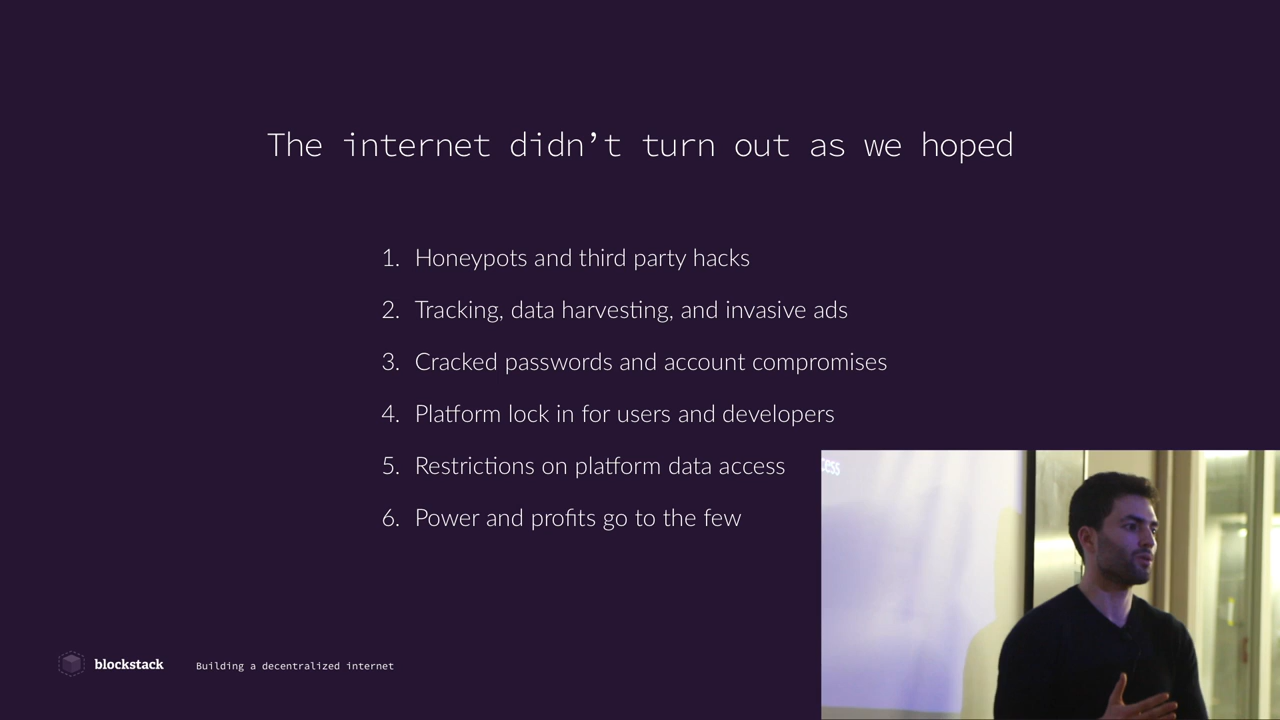 The internet didn’t turn out as we hoped
1. Honeypots and third party hacks
2. Tracking, data harvesting, and invasive ads
3. Cracked passwords and account compromises
4. Platform lock in for users and developers
5. Restrictions on platform data access
6. Power and profits go to the few
blockstack Building a decentralized internet